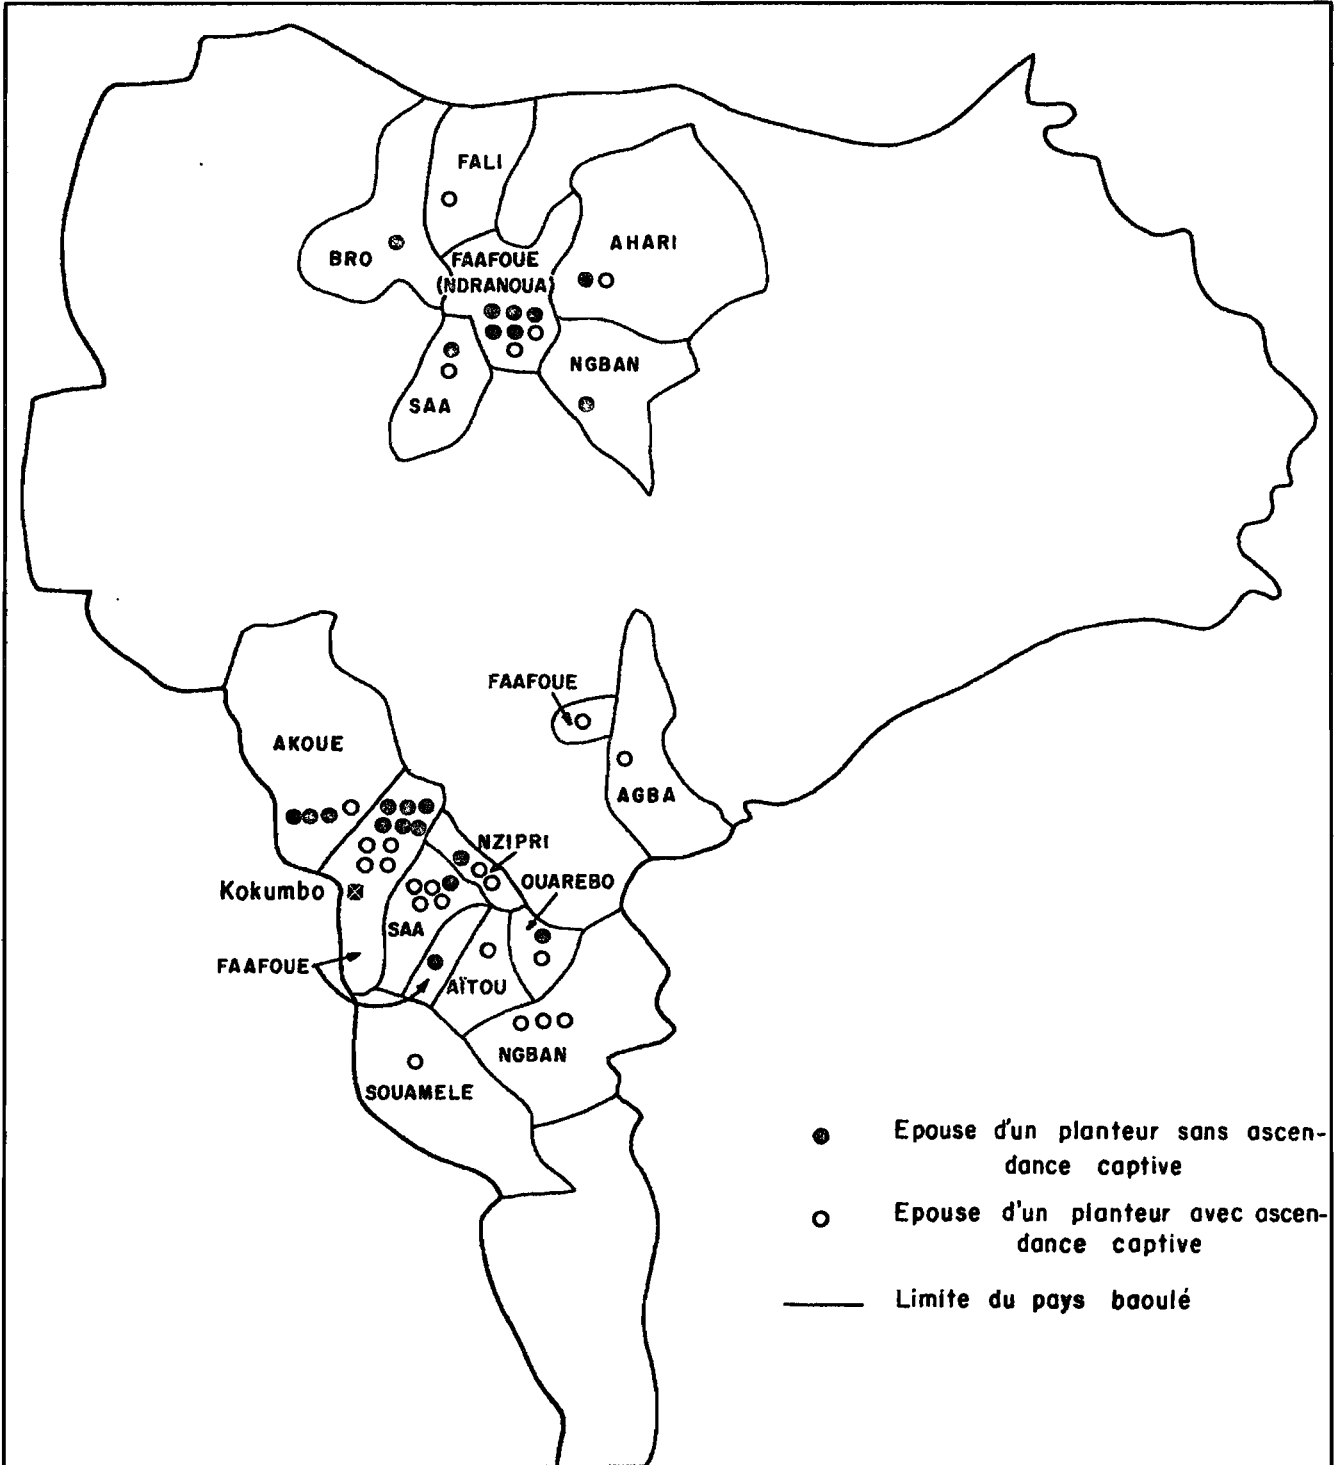 FALI
BRO
FAAFOUE
(NDRANOUA)
AHARI
NGBAN
SAA
FAAFOUE
AKOUE
AGBA
NZIPRI
OUAREBO
Kokumbo
SAA
FAAFOUE
AÏTOU
NGBAN
SOUAMELE
Epouse d'un planteur sans ascen-
dance captive
Epouse d'un planteur avec ascen-
dance captive
Limite du pays baoulé